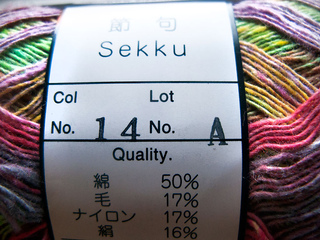 節句
Sekku
Col Lot
No. 14 No. A
Quality.
綿 50%
毛 17%
ナイロン 17%
絹 16%